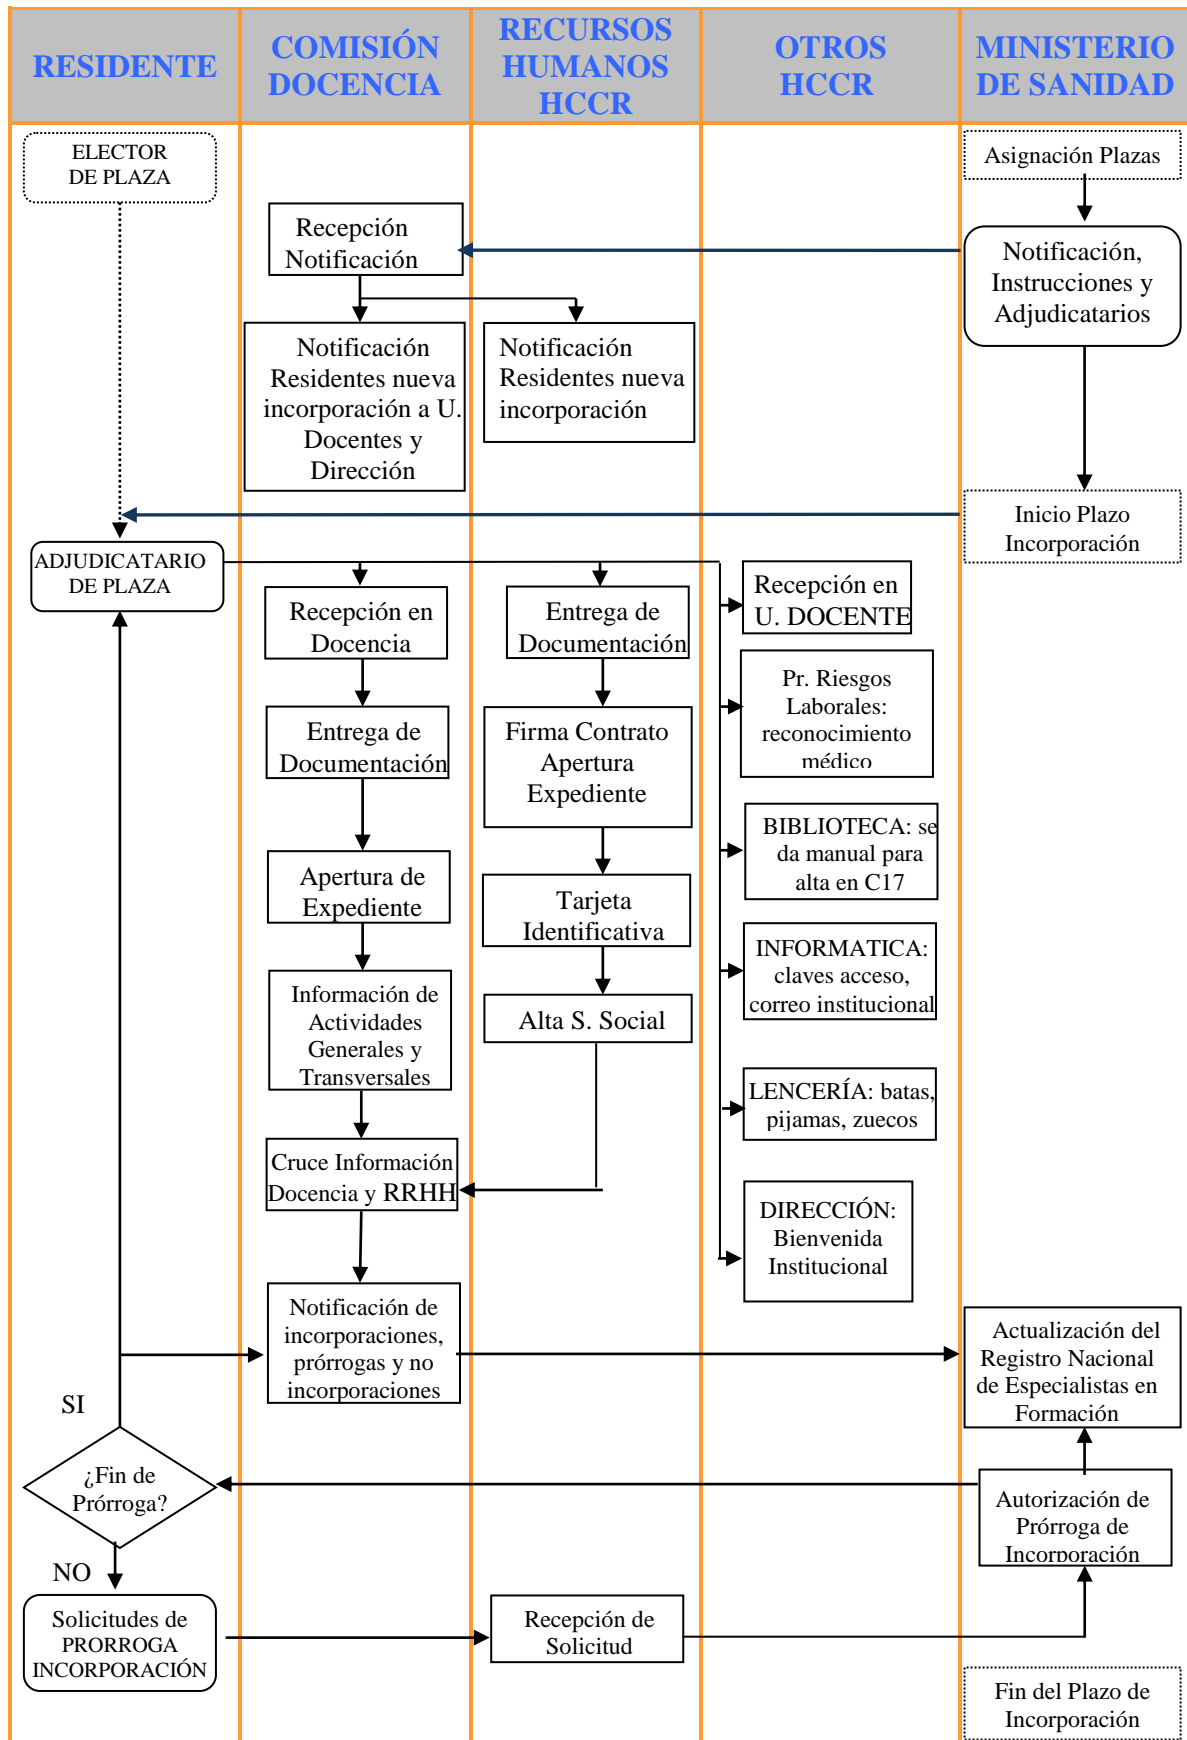 RESIDENTE
COMISIÓN
DOCENCIA
RECURSOS
HUMANOS
HCCR
OTROS
HCCR
MINISTERIO
DE SANIDAD
ELECTOR
DE PLAZA
Asignación Plazas
Recepción
Notificación
Notificación,
Instrucciones y
Adjudicatarios
Notificación
Residentes nueva
incorporación a U.
Docentes y
Dirección
Notificación
Residentes nueva
incorporación
Inicio Plazo
Incorporación
ADJUDICATARIO
DE PLAZA
Recepción en
Docencia
Entrega de
Documentación
Recepción en
U. DOCENTE
Pr. Riesgos
Laborales:
reconocimiento
médico
Entrega de
Documentación
Firma Contrato
Apertura
Expediente
BIBLIOTECA: se
da manual para
alta en C17
Apertura de
Expediente
Tarjeta
Identificativa
INFORMATICA:
claves acceso,
correo institucional
Información de
Actividades
Generales y
Transversales
Alta S. Social
LENCERÍA: batas,
pijamas, zuecos
Cruce Información
Docencia y RRHH
DIRECCIÓN:
Bienvenida
Institucional
Notificación de
incorporaciones,
prórrogas y no
incorporaciones
Actualización del
Registro Nacional
de Especialistas en
Formación
SI
¿Fin de
Prórroga?
Autorización de
Prórroga de
Incorporación
NO
Solicitudes de
PRORROGA
INCORPORACIÓN
Recepción de
Solicitud
Fin del Plazo de
Incorporación